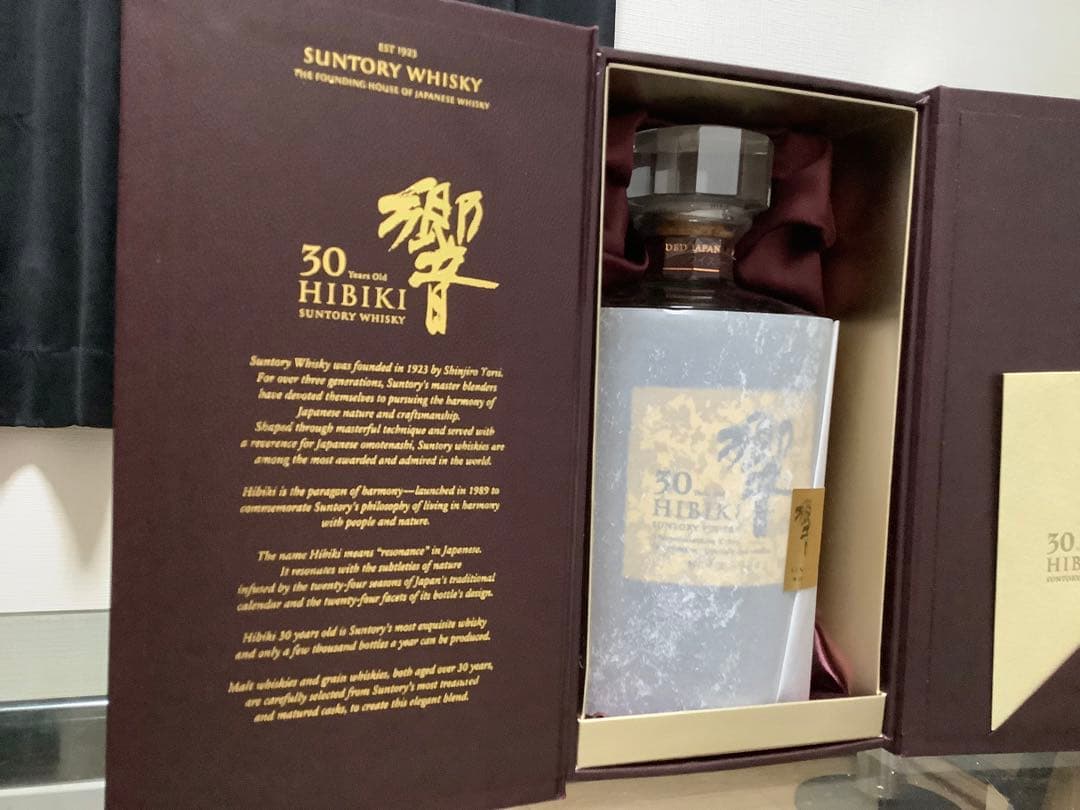 EST 1923
SUNTORY WHISKY
THE FOUNDING HOUSE OF JAPANESE WHISKY
響
30 Years Old
HIBIKI
SUNTORY WHISKY
Suntory Whisky was founded in 1923 by Shinjiro Torii.
For over three generations, Suntory's master blenders
have devoted themselves to pursuing the harmony of
Japanese nature and craftsmanship.
Shaped through masterful technique and served with
a reverence for Japanese omotenashi, Suntory whiskies are
among the most awarded and admired in the world.
Hibiki is the paragon of harmony—launched in 1989 to
commemorate Suntory's philosophy of living in harmony
with people and nature.
The name Hibiki means "resonance" in Japanese.
It resonates with the subtleties of nature
infused by the twenty-four seasons of Japan's traditional
calendar and the twenty-four facets of its bottle's design.
Hibiki 30 years old is Suntory's most exquisite whisky
and only a few thousand bottles a year can be produced.
Malt whiskies and grain whiskies, both aged over 30 years,
are carefully selected from Suntory's most treasured
and matured casks, to create this elegant blend.
DED JAPAN
響
30
HIBIKI
SUNTORY WHISKY
響
30
HIB